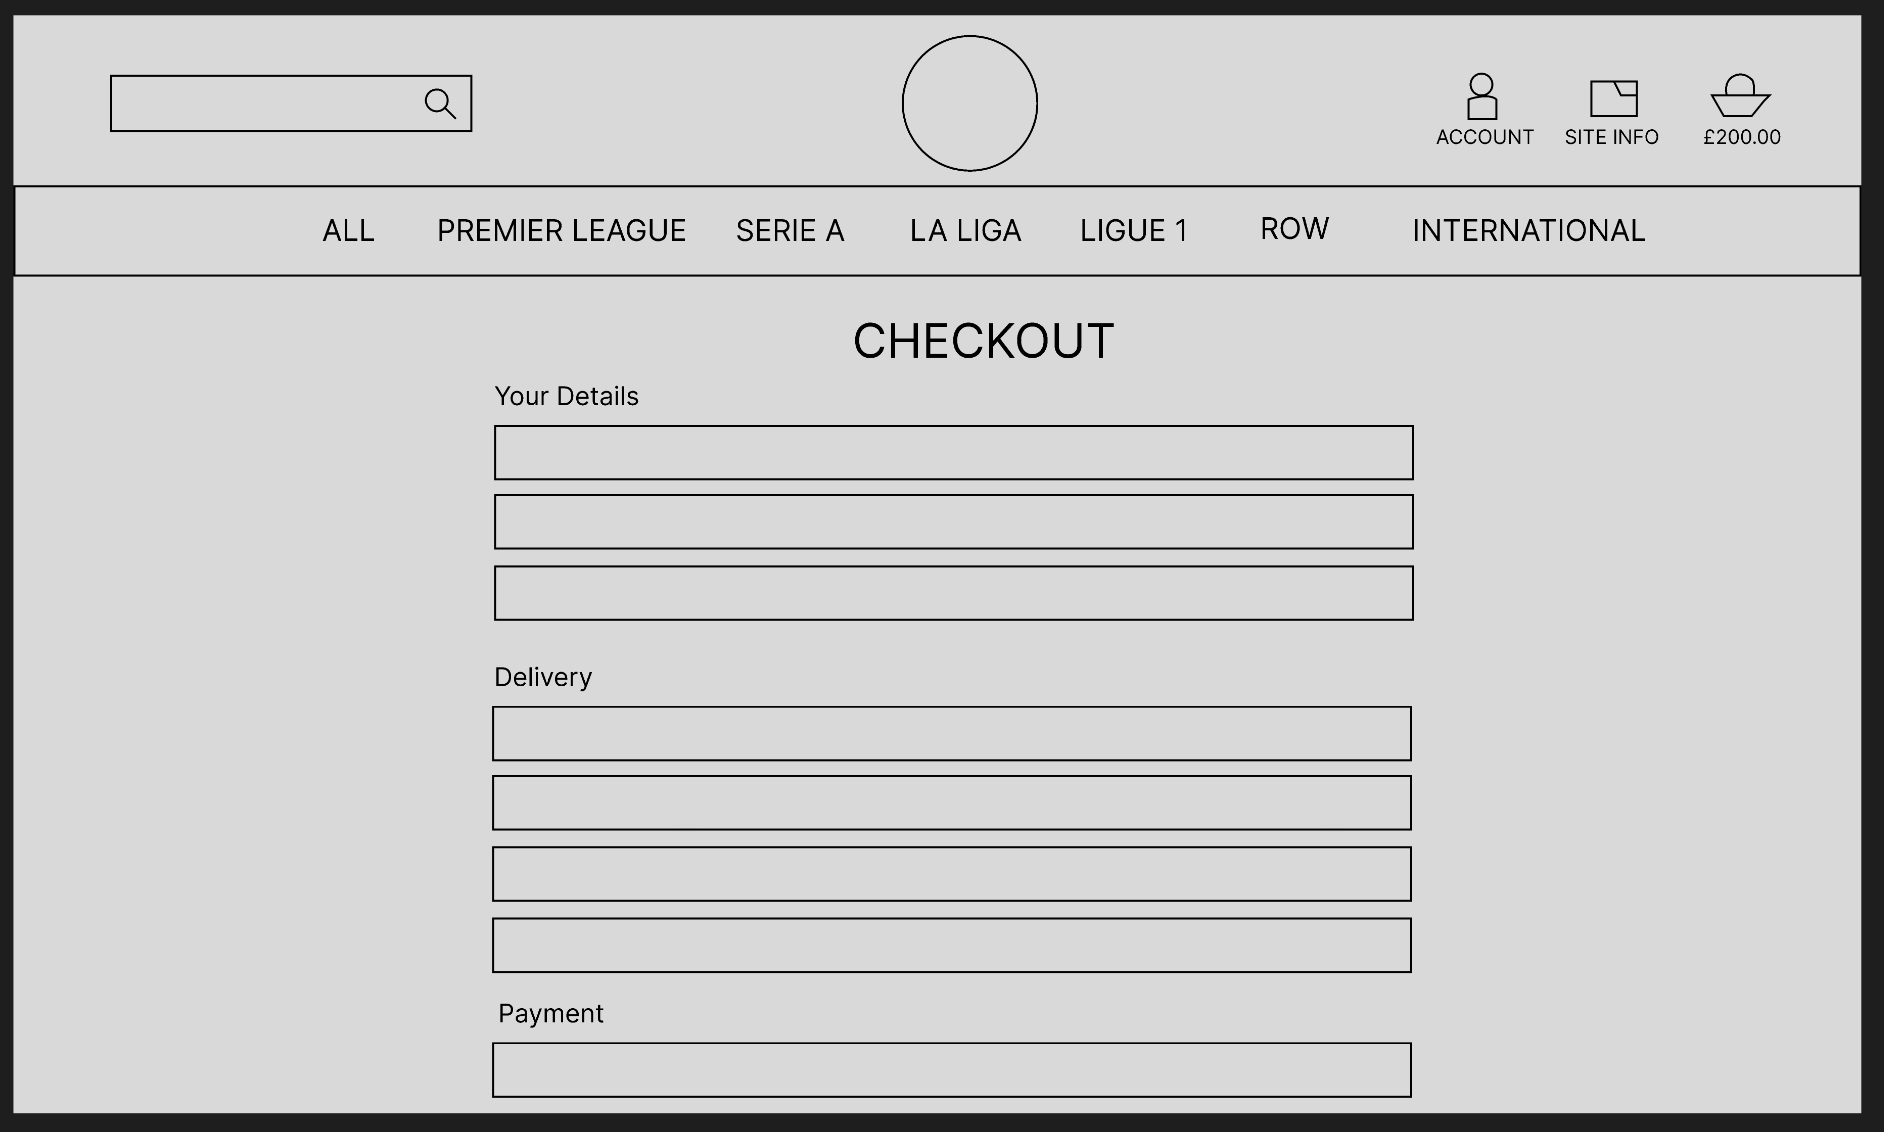 ACCOUNT SITE INFO £200.00
ALL PREMIER LEAGUE SERIE A LA LIGA LIGUE 1 ROW INTERNATIONAL
CHECKOUT
Your Details
Delivery
Payment